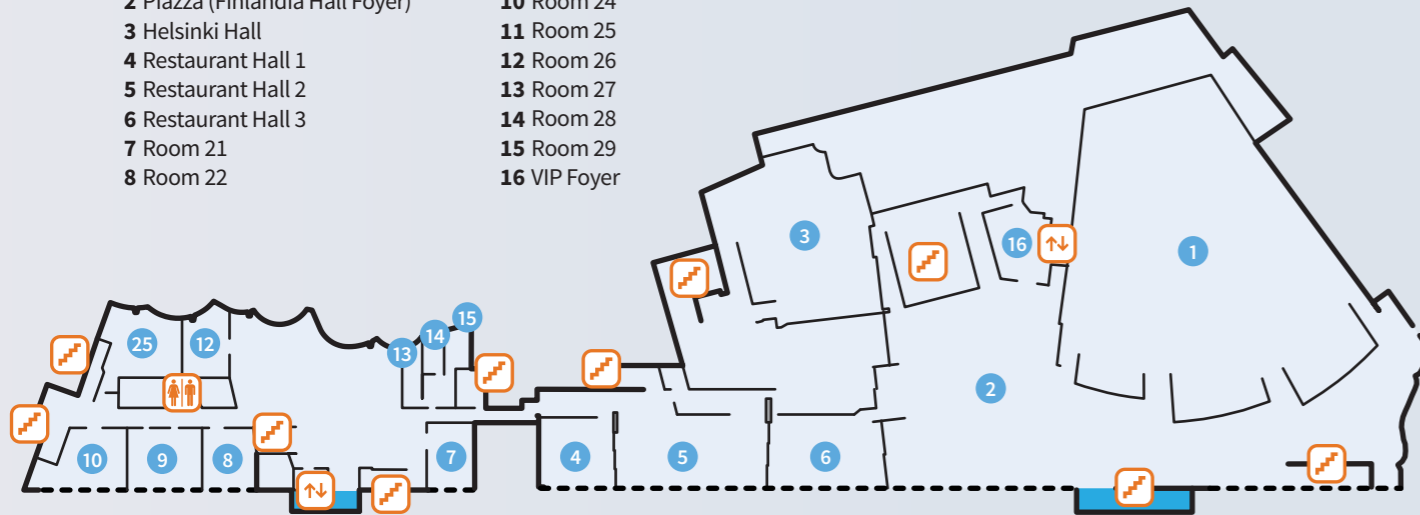 2 Piazza (Finlandia Hall Foyer)
3 Helsinki Hall
4 Restaurant Hall 1
5 Restaurant Hall 2
6 Restaurant Hall 3
7 Room 21
8 Room 22
10 Room 24
11 Room 25
12 Room 26
13 Room 27
14 Room 28
15 Room 29
16 VIP Foyer
1
3
16
15
14
13
25
12
2
10
9
8
7
4
5
6